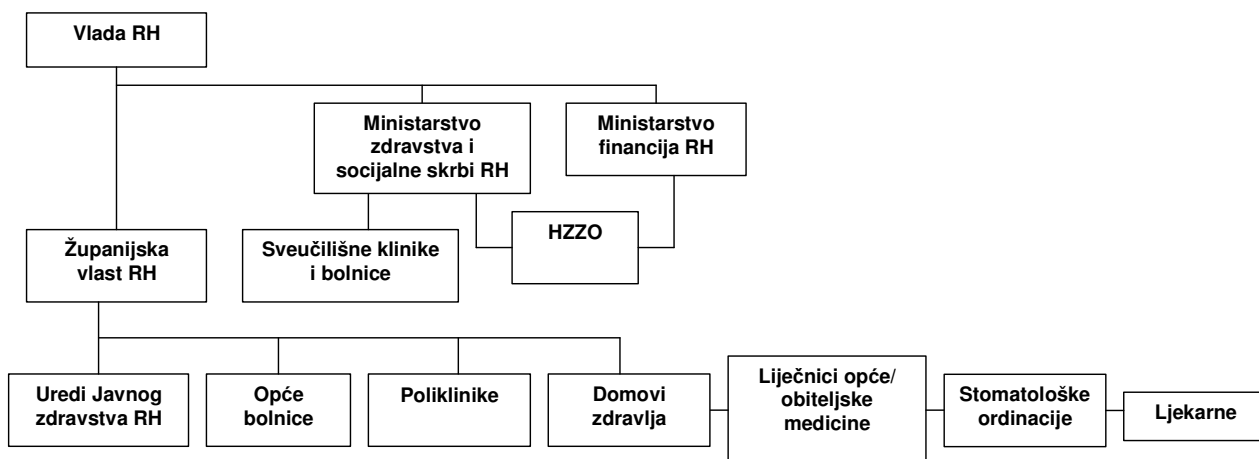 Vlada RH
Ministarstvo
zdravstva i
socijalne skrbi RH
Ministarstvo
financija RH
HZZO
Županijska
vlast RH
Sveučilišne klinike
i bolnice
Uredi Javnog
zdravstva RH
Opće
bolnice
Poliklinike
Domovi
zdravlja
Liječnici opće/
obiteljske
medicine
Stomatološke
ordinacije
Ljekarne